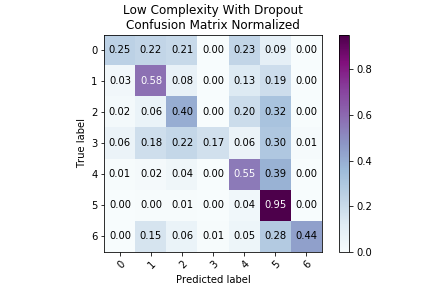 Low Complexity With Dropout
Confusion Matrix Normalized
0 0.25 0.22 0.21 0.00 0.23 0.09 0.00
1 0.03 0.58 0.08 0.00 0.13 0.19 0.00
2 0.02 0.06 0.40 0.00 0.20 0.32 0.00
3 0.06 0.18 0.22 0.17 0.06 0.30 0.01
4 0.01 0.02 0.04 0.00 0.55 0.39 0.00
5 0.00 0.00 0.01 0.00 0.04 0.95 0.00
6 0.00 0.15 0.06 0.01 0.05 0.28 0.44
0 1 2 3 4 5 6
Predicted label
True label
0.8
0.6
0.4
0.2
0.0